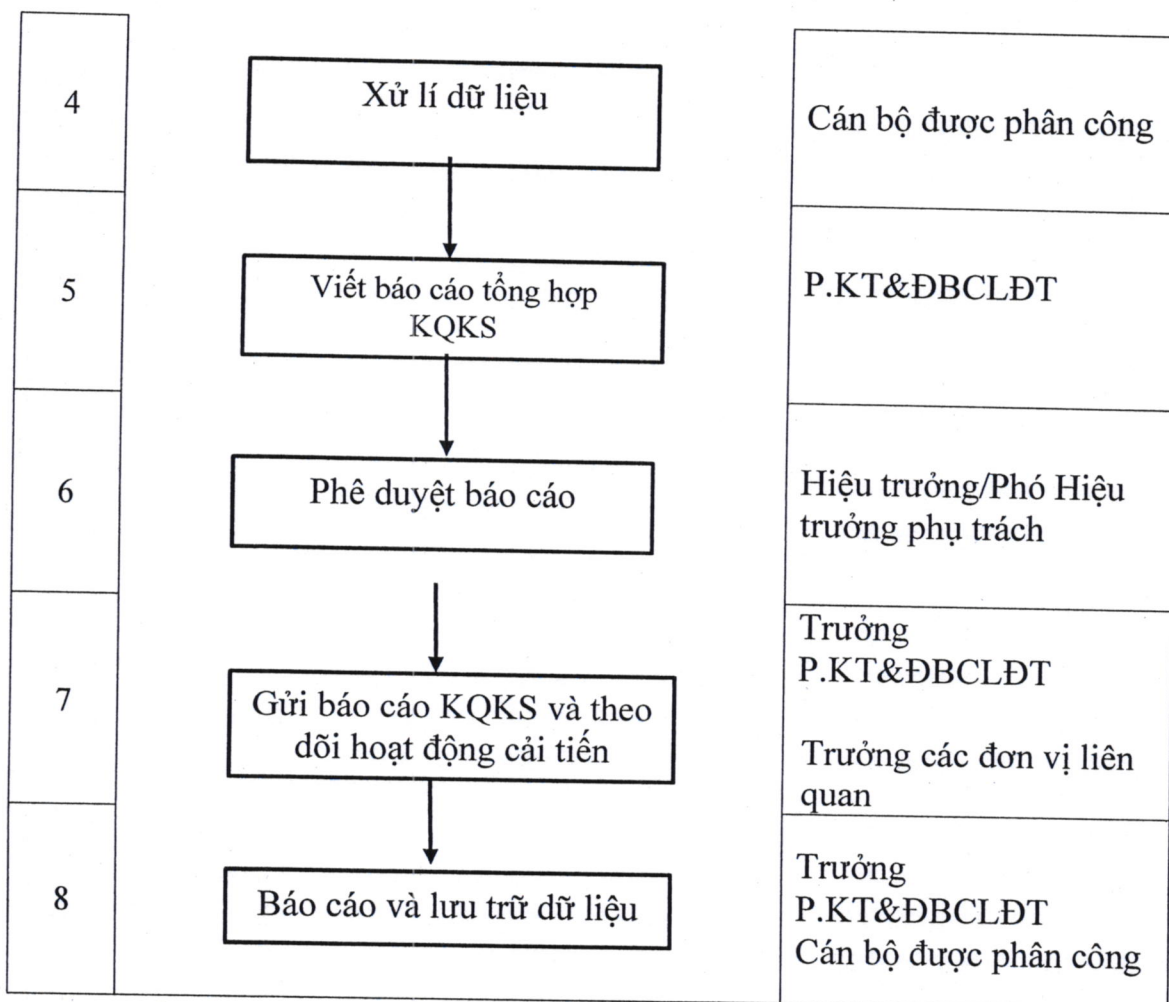 4
Xử lí dữ liệu
Cán bộ được phân công
5
Viết báo cáo tổng hợp
KQKS
P.KT&ĐBCLĐT
6
Phê duyệt báo cáo
Hiệu trưởng/Phó Hiệu
trưởng phụ trách
7
Gửi báo cáo KQKS và theo
dõi hoạt động cải tiến
Trưởng
P.KT&ĐBCLĐT
Trưởng các đơn vị liên
quan
8
Báo cáo và lưu trữ dữ liệu
Trưởng
P.KT&ĐBCLĐT
Cán bộ được phân công